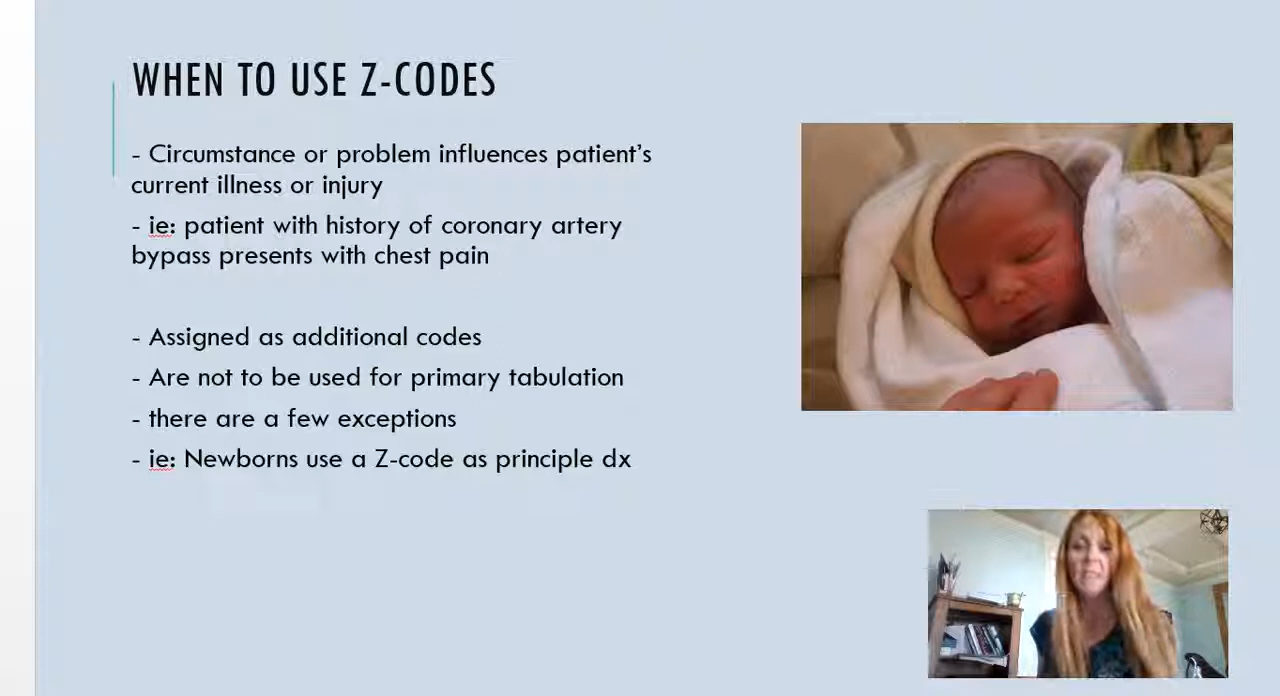 WHEN TO USE Z-CODES
- Circumstance or problem influences patient's
current illness or injury
- ie: patient with history of coronary artery
bypass presents with chest pain
- Assigned as additional codes
- Are not to be used for primary tabulation
- there are a few exceptions
- ie: Newborns use a Z-code as principle dx